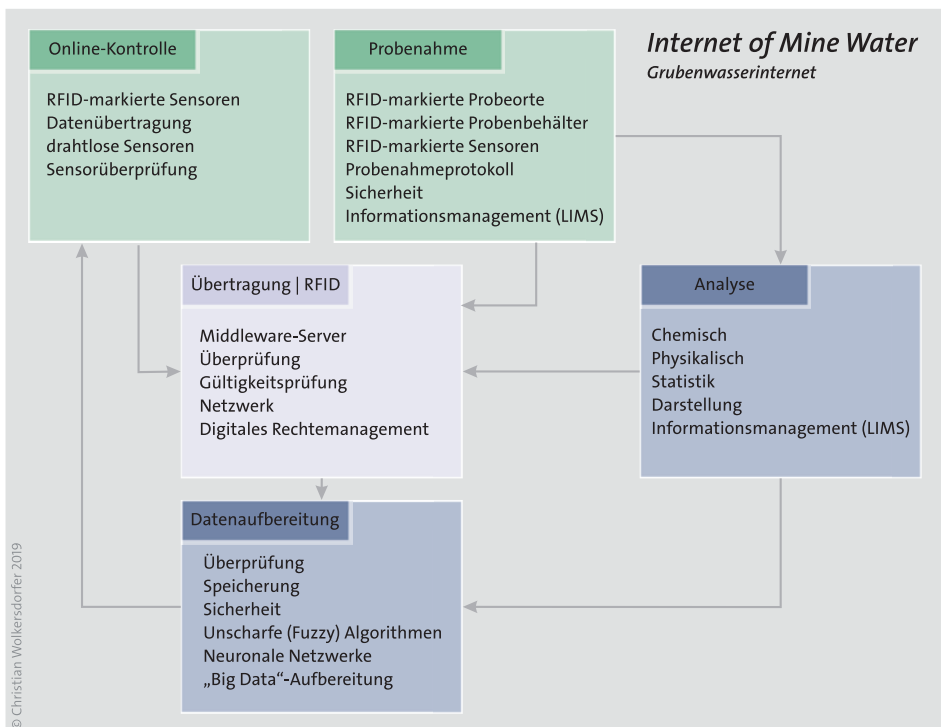 Internet of Mine Water
Grubenwasserinternet
Online-Kontrolle
RFID-markierte Sensoren
Datenübertragung
drahtlose Sensoren
Sensorüberprüfung
Probenahme
RFID-markierte Probeorte
RFID-markierte Probenbehälter
RFID-markierte Sensoren
Probenahmeprotokoll
Sicherheit
Informationsmanagement (LIMS)
Übertragung | RFID
Middleware-Server
Überprüfung
Gültigkeitsprüfung
Netzwerk
Digitales Rechtemanagement
Analyse
Chemisch
Physikalisch
Statistik
Darstellung
Informationsmanagement (LIMS)
Datenaufbereitung
Überprüfung
Speicherung
Sicherheit
Unscharfe (Fuzzy) Algorithmen
Neuronale Netzwerke
„Big Data“-Aufbereitung
© Christian Wolkersdorfer 2019